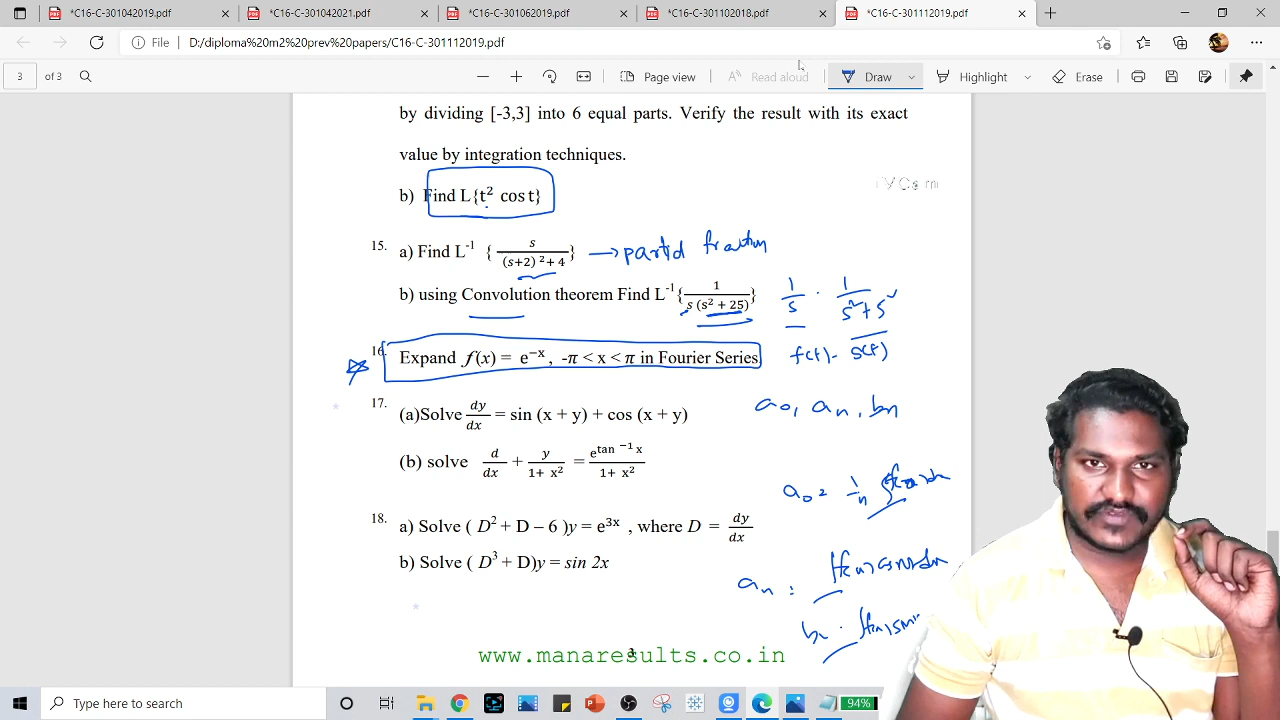 *C16-C-301042019.pdf *C16-C-301042021.pdf *C16-C-301062019.pdf *C16-C-301102018.pdf *C16-C-301112019.pdf
File D:/diploma%20m2%20prev%20papers/C16-C-301112019.pdf
3 of 3 Page view Read aloud Draw Highlight Erase
by dividing [-3,3] into 6 equal parts. Verify the result with its exact
value by integration techniques.
b) Find L{t² cos t}
15. a) Find L⁻¹ { s / (s+2)² + 4 } → partial fraction
b) using Convolution theorem Find L⁻¹{ 1 / s (s² + 25) } 1/s · 1/s²+5²
16. Expand f(x) = e⁻ˣ, -π < x < π in Fourier Series. f(t)- g(t)
a0, an, bn
17. (a)Solve dy/dx = sin (x + y) + cos (x + y)
(b) solve d/dx + y/1+ x² = e^tan ⁻¹x / 1+ x²
a0 =
18. a) Solve ( D² + D – 6 )y = e³ˣ , where D = dy/dx
b) Solve ( D³ + D)y = sin 2x
an :
3
www.manaresults.co.in
Type here to search 94%